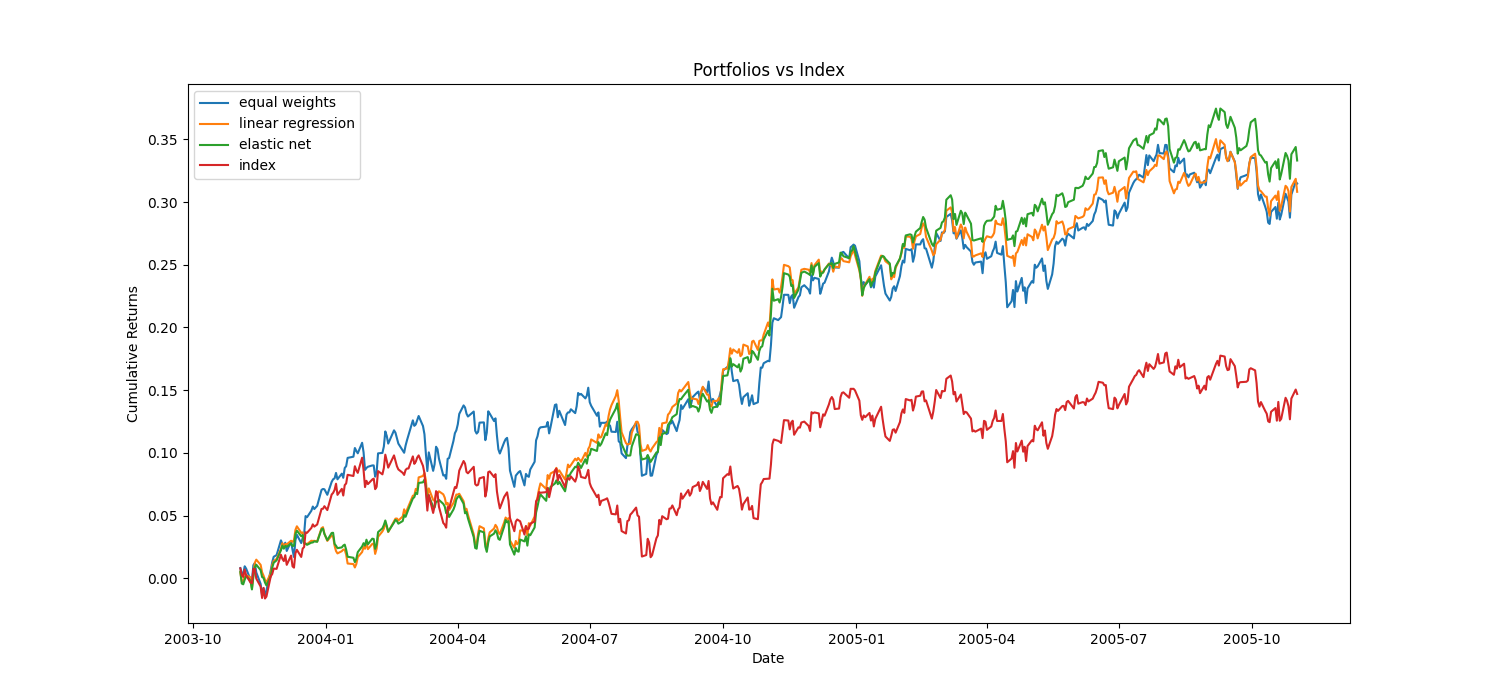 Portfolios vs Index
equal weights
linear regression
elastic net
index
Cumulative Returns
0.35
0.30
0.25
0.20
0.15
0.10
0.05
0.00
2003-10 2004-01 2004-04 2004-07 2004-10 2005-01 2005-04 2005-07 2005-10
Date